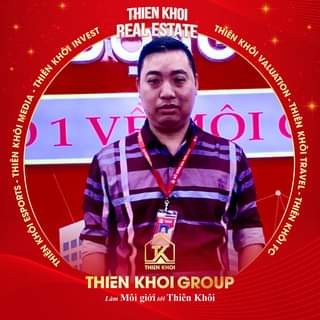 THIEN KHOI
REAL ESTATE
THIÊN KHÔI ESPORTS - THIÊN KHÔI MEDIA - THIÊN KHÔI INVEST
THIÊN KHÔI VALUATION - THIÊN KHÔI TRAVEL - THIÊN KHÔI FC
Ố 1 VỀ MÔI G
THIEN KHOI
THIEN KHOI GROUP
Làm Môi giới tới Thiên Khôi